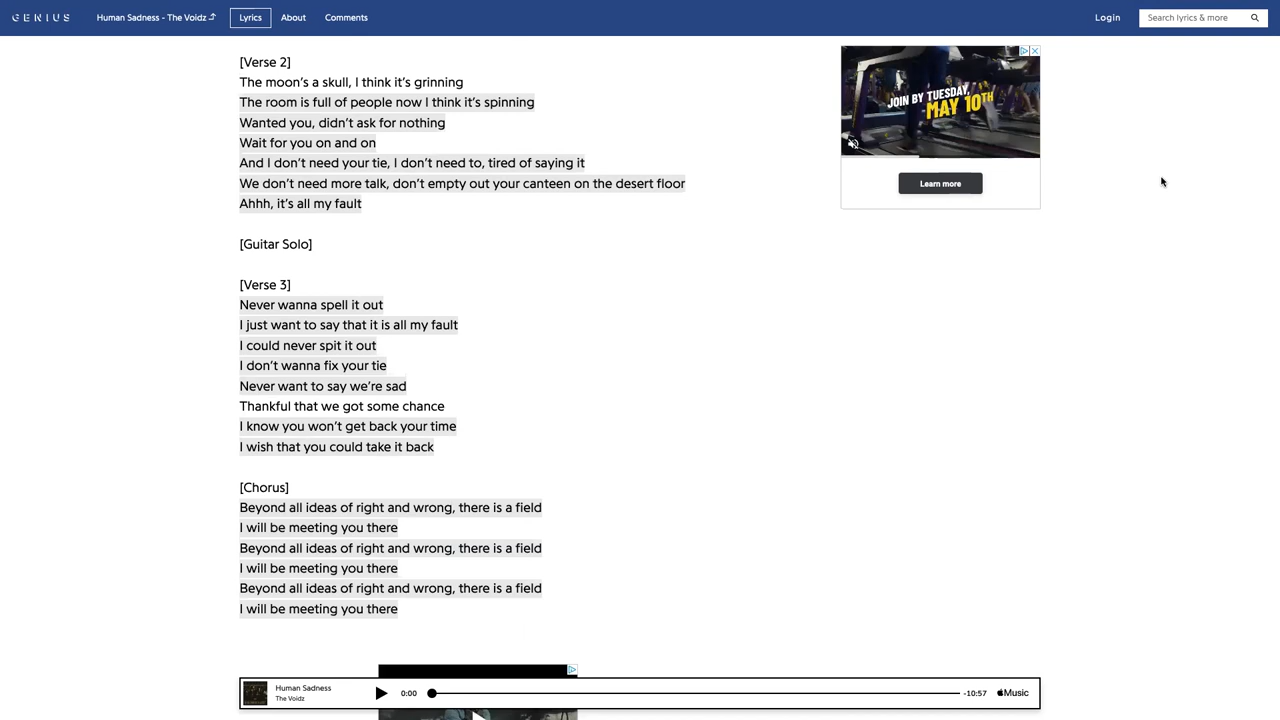 GENIUS
Human Sadness - The Voidz
Lyrics
About
Comments
Login
Search lyrics & more
[Verse 2]
The moon's a skull, I think it's grinning
The room is full of people now I think it's spinning
Wanted you, didn't ask for nothing
Wait for you on and on
And I don't need your tie, I don't need to, tired of saying it
We don't need more talk, don't empty out your canteen on the desert floor
Ahhh, it's all my fault
[Guitar Solo]
[Verse 3]
Never wanna spell it out
I just want to say that it is all my fault
I could never spit it out
I don't wanna fix your tie
Never want to say we're sad
Thankful that we got some chance
I know you won't get back your time
I wish that you could take it back
[Chorus]
Beyond all ideas of right and wrong, there is a field
I will be meeting you there
Beyond all ideas of right and wrong, there is a field
I will be meeting you there
Beyond all ideas of right and wrong, there is a field
I will be meeting you there
JOIN BY TUESDAY,
MAY 10TH
Learn more
Human Sadness
The Voidz
0:00
-10:57
Music